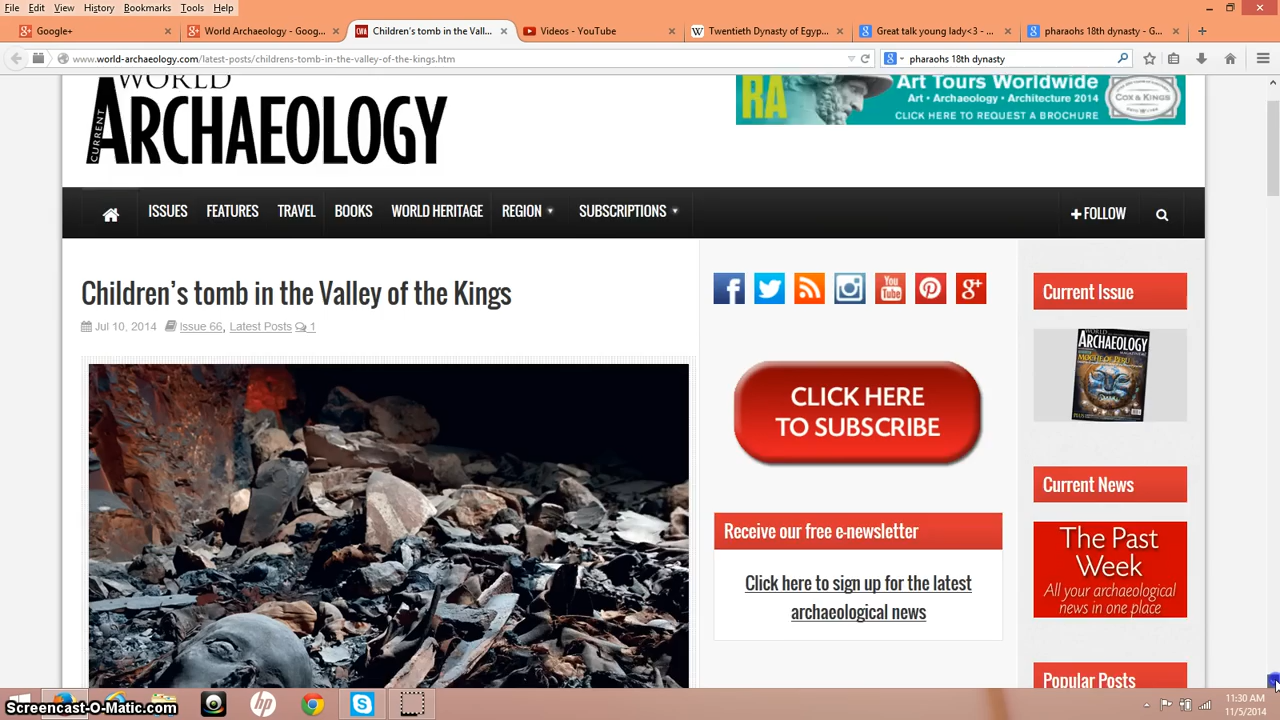 File Edit View History Bookmarks Tools Help
Google+
World Archaeology - Goog...
Children's tomb in the Vall...
Videos - YouTube
Twentieth Dynasty of Egyp...
Great talk young lady<3 - ...
pharaohs 18th dynasty - G...
www.world-archaeology.com/latest-posts/childrens-tomb-in-the-valley-of-the-kings.htm
pharaohs 18th dynasty
CURRENT
WORLD
ARCHAEOLOGY
RA
Art Tours Worldwide
Art • Archaeology • Architecture 2014
CLICK HERE TO REQUEST A BROCHURE
COX & KINGS
ISSUES FEATURES TRAVEL BOOKS WORLD HERITAGE REGION SUBSCRIPTIONS
+ FOLLOW
Children's tomb in the Valley of the Kings
Jul 10, 2014 Issue 66, Latest Posts 1
You Tube
g+
CLICK HERE
TO SUBSCRIBE
Receive our free e-newsletter
Click here to sign up for the latest
archaeological news
Current Issue
WORLD
ARCHAEOLOGY
MOCHE OF PERU
Current News
The Past
Week
All your archaeological
news in one place
Popular Posts
Screencast-O-Matic.com
hp
11:30 AM
11/5/2014